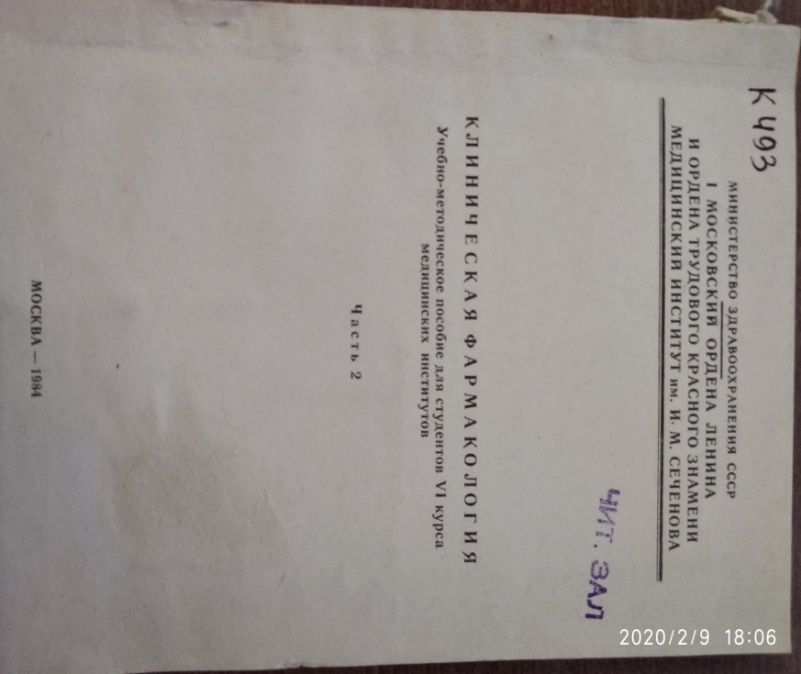 К 493
МИНИСТЕРСТВО ЗДРАВООХРАНЕНИЯ СССР
I МОСКОВСКИЙ ОРДЕНА ЛЕНИНА
И ОРДЕНА ТРУДОВОГО КРАСНОГО ЗНАМЕНИ
МЕДИЦИНСКИЙ ИНСТИТУТ им. И. М. СЕЧЕНОВА
ЧИТ. ЗАЛ
КЛИНИЧЕСКАЯ ФАРМАКОЛОГИЯ
Учебно-методическое пособие для студентов VI курса
медицинских институтов
Часть 2
МОСКВА — 1984
2020/2/9 18:06